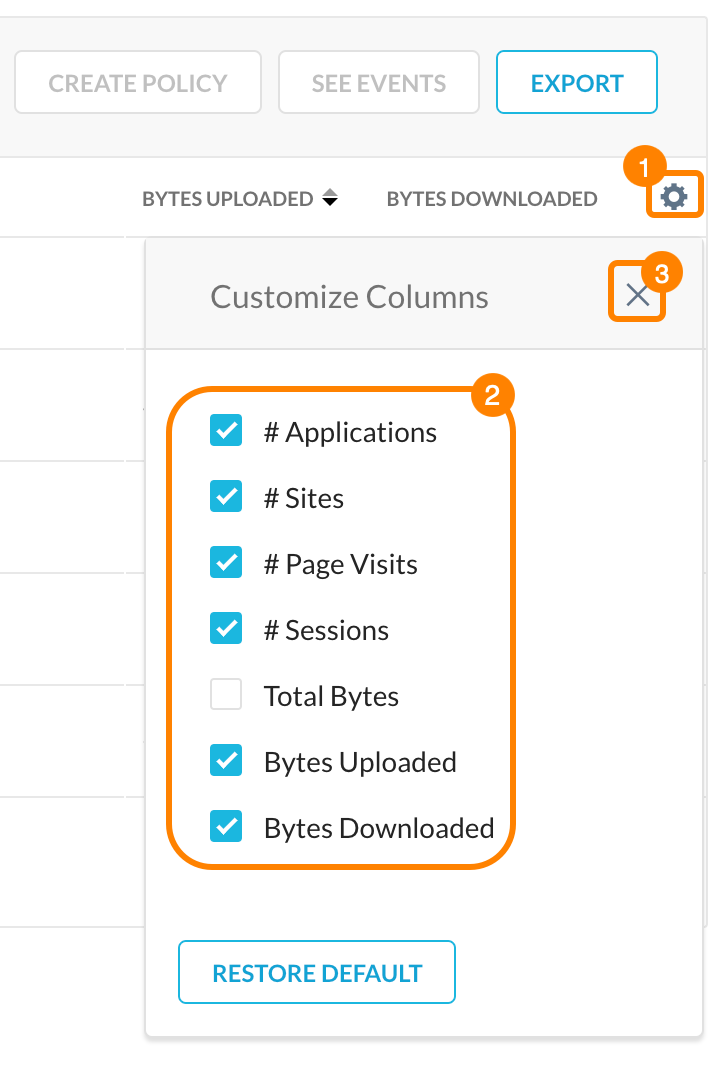 CREATE POLICY SEE EVENTS EXPORT
1
BYTES UPLOADED BYTES DOWNLOADED
3
Customize Columns
2
# Applications
# Sites
# Page Visits
# Sessions
Total Bytes
Bytes Uploaded
Bytes Downloaded
RESTORE DEFAULT